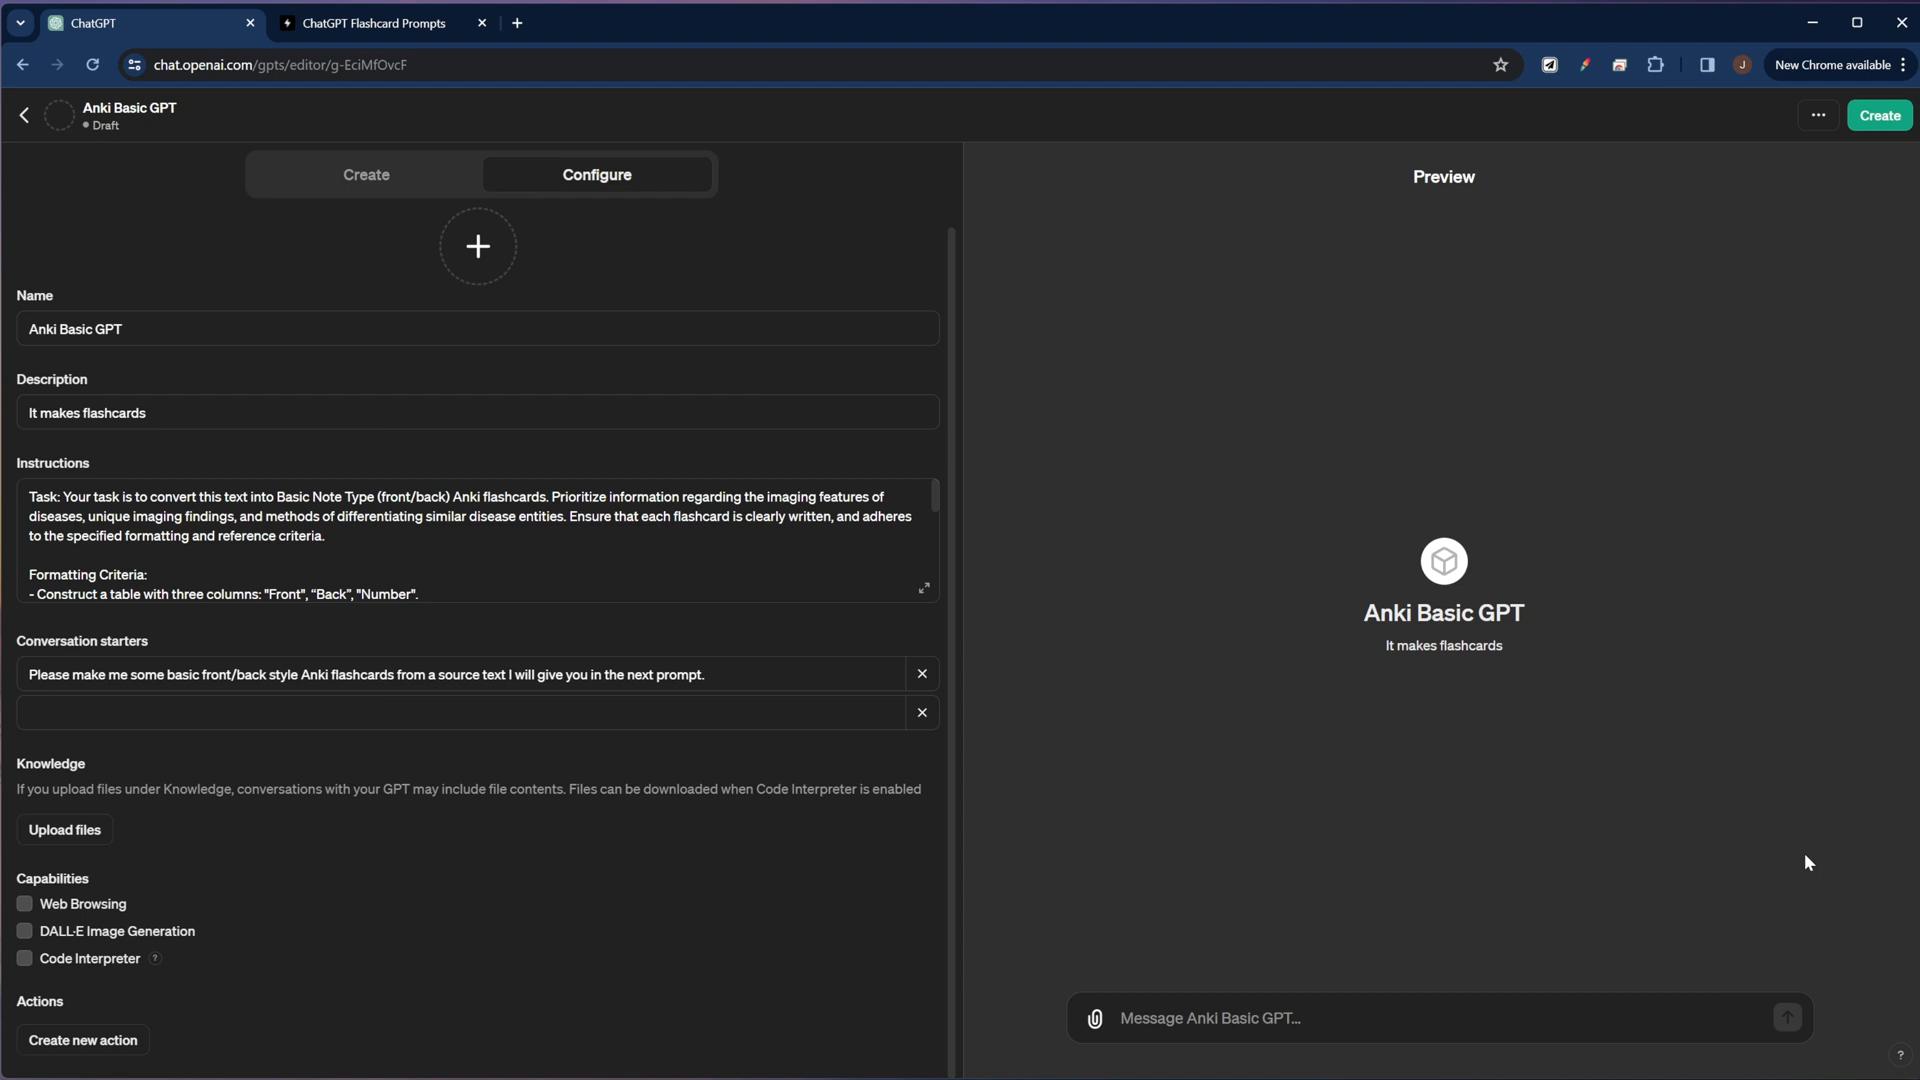 ChatGPT
ChatGPT Flashcard Prompts
chat.openai.com/gpts/editor/g-EciMfOvcF
J
New Chrome available
Anki Basic GPT
Draft
Create
Create
Configure
Preview
Name
Anki Basic GPT
Description
It makes flashcards
Instructions
Task: Your task is to convert this text into Basic Note Type (front/back) Anki flashcards. Prioritize information regarding the imaging features of
diseases, unique imaging findings, and methods of differentiating similar disease entities. Ensure that each flashcard is clearly written, and adheres
to the specified formatting and reference criteria.
Formatting Criteria:
- Construct a table with three columns: "Front", “Back”, "Number".
Conversation starters
Please make me some basic front/back style Anki flashcards from a source text I will give you in the next prompt.
Knowledge
If you upload files under Knowledge, conversations with your GPT may include file contents. Files can be downloaded when Code Interpreter is enabled
Upload files
Capabilities
Web Browsing
DALL·E Image Generation
Code Interpreter ?
Actions
Create new action
Anki Basic GPT
It makes flashcards
Message Anki Basic GPT...
?